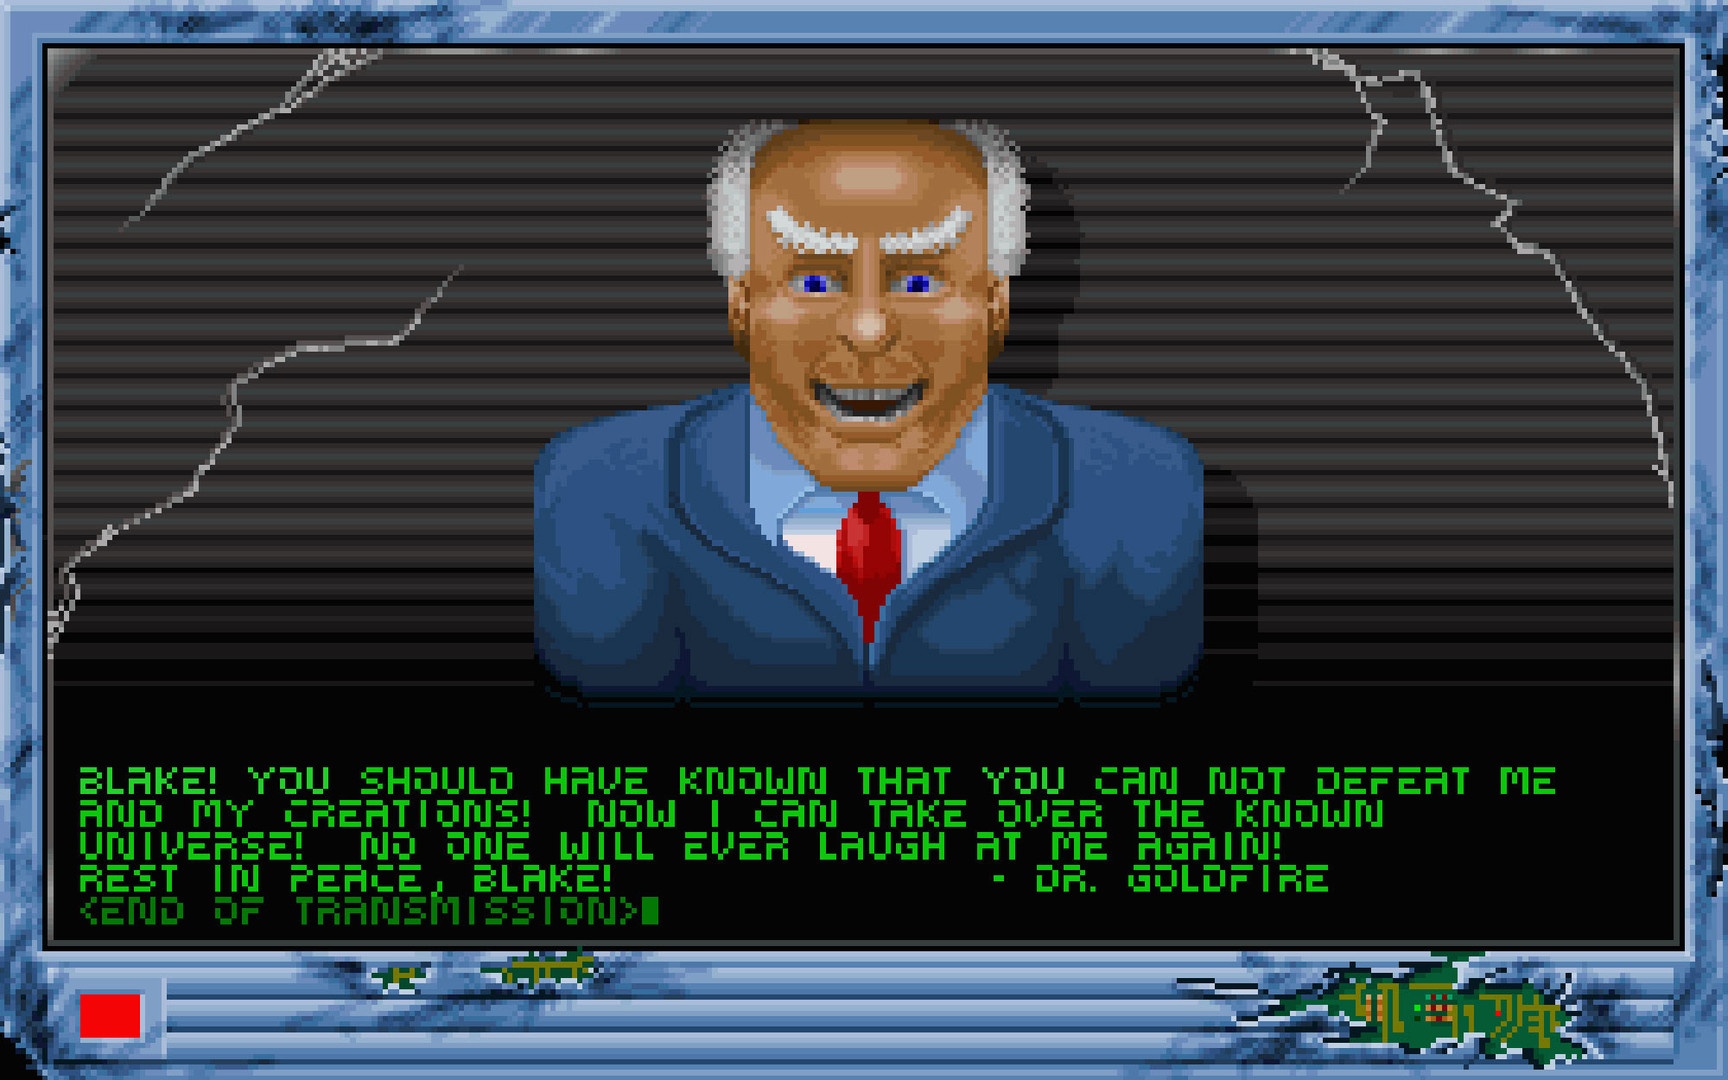 BLAKE! YOU SHOULD HAVE KNOWN THAT YOU CAN NOT DEFEAT ME
AND MY CREATIONS!  NOW I CAN TAKE OVER THE KNOWN
UNIVERSE!  NO ONE WILL EVER LAUGH AT ME AGAIN!
REST IN PEACE, BLAKE! - DR. GOLDFIRE
<END OF TRANSMISSION>